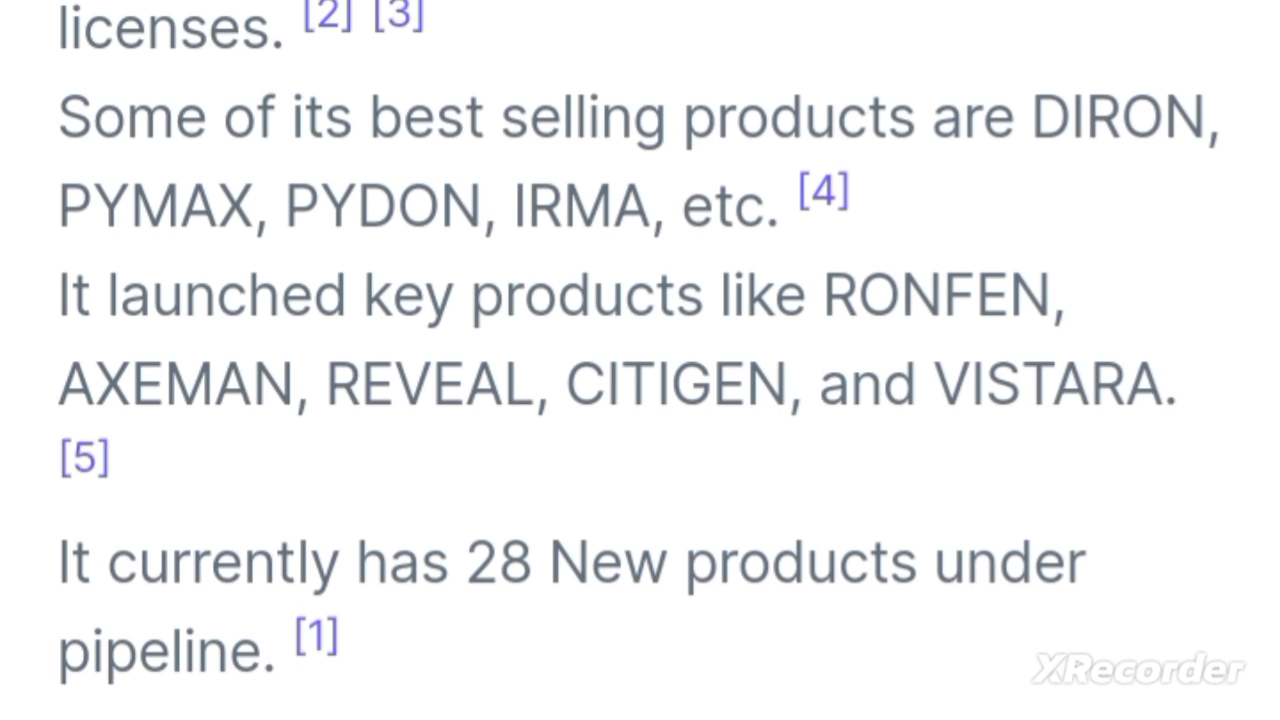 licenses. [2] [3]
Some of its best selling products are DIRON,
PYMAX, PYDON, IRMA, etc. [4]
It launched key products like RONFEN,
AXEMAN, REVEAL, CITIGEN, and VISTARA.
[5]
It currently has 28 New products under
pipeline. [1]
XRecorder